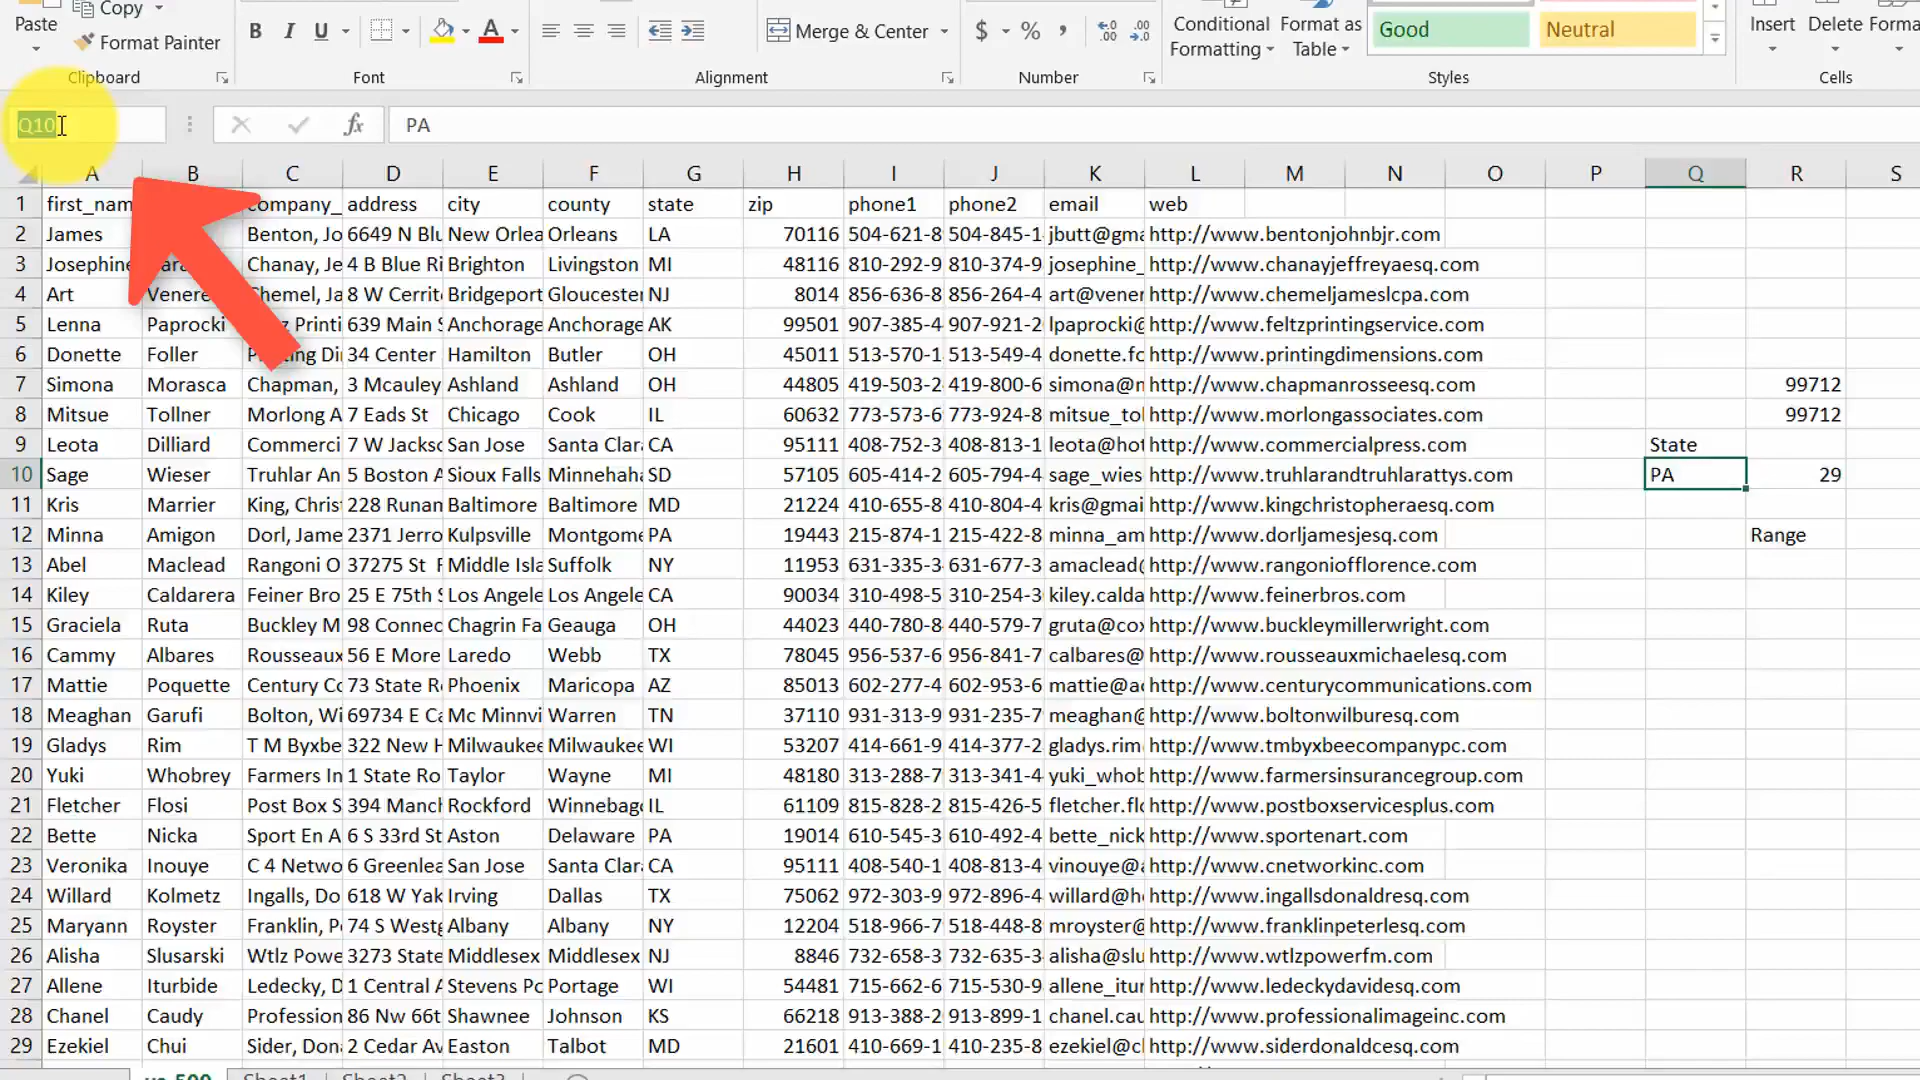 Paste Copy
Format Painter
B I U A
Merge & Center
$ % ,
Conditional Formatting
Format as Table
Good Neutral
Insert Delete Forma
Clipboard Font Alignment Number Styles Cells
Q10 fx PA
A B C D E F G H I J K L M N O P Q R S
1 first_nam company_ address city county state zip phone1 phone2 email web
2 James Benton, Jo 6649 N Blu New Orlea Orleans LA 70116 504-621-8 504-845-1 jbutt@gma http://www.bentonjohnbjr.com
3 Josephine Chanay, Je 4 B Blue Ri Brighton Livingston MI 48116 810-292-9 810-374-9 josephine_ http://www.chanayjeffreyaesq.com
4 Art Venere Chemel, Ja 8 W Cerrit Bridgeport Gloucester NJ 8014 856-636-8 856-264-4 art@vener http://www.chemeljameslcpa.com
5 Lenna Paprocki Printi 639 Main S Anchorage Anchorage AK 99501 907-385-4 907-921-2 lpaprocki@ http://www.feltzprintingservice.com
6 Donette Foller Printing Di 34 Center Hamilton Butler OH 45011 513-570-1 513-549-4 donette.fo http://www.printingdimensions.com
7 Simona Morasca Chapman, 3 Mcauley Ashland Ashland OH 44805 419-503-2 419-800-6 simona@m http://www.chapmanrosseesq.com 99712
8 Mitsue Tollner Morlong A 7 Eads St Chicago Cook IL 60632 773-573-6 773-924-8 mitsue_tol http://www.morlongassociates.com 99712
9 Leota Dilliard Commerci 7 W Jackso San Jose Santa Clar CA 95111 408-752-3 408-813-1 leota@hot http://www.commercialpress.com State
10 Sage Wieser Truhlar An 5 Boston A Sioux Falls Minnehah SD 57105 605-414-2 605-794-4 sage_wies http://www.truhlarandtruhlarattys.com PA 29
11 Kris Marrier King, Christ 228 Runan Baltimore Baltimore MD 21224 410-655-8 410-804-4 kris@gmai http://www.kingchristopheraesq.com
12 Minna Amigon Dorl, Jame 2371 Jerro Kulpsville Montgome PA 19443 215-874-1 215-422-8 minna_am http://www.dorljamesjesq.com Range
13 Abel Maclead Rangoni O 37275 St Middle Isla Suffolk NY 11953 631-335-3 631-677-3 amaclead@ http://www.rangoniofflorence.com
14 Kiley Caldarera Feiner Bro 25 E 75th S Los Angele Los Angele CA 90034 310-498-5 310-254-3 kiley.calda http://www.feinerbros.com
15 Graciela Ruta Buckley M 98 Connec Chagrin Fa Geauga OH 44023 440-780-8 440-579-7 gruta@cox http://www.buckleymillerwright.com
16 Cammy Albares Rousseaux 56 E More Laredo Webb TX 78045 956-537-6 956-841-7 calbares@ http://www.rousseauxmichaelesq.com
17 Mattie Poquette Century Co 73 State R Phoenix Maricopa AZ 85013 602-277-4 602-953-6 mattie@ao http://www.centurycommunications.com
18 Meaghan Garufi Bolton, Wi 69734 E Ca Mc Minnvi Warren TN 37110 931-313-9 931-235-7 meaghan@ http://www.boltonwilburesq.com
19 Gladys Rim T M Byxbe 322 New H Milwaukee Milwaukee WI 53207 414-661-9 414-377-2 gladys.rim http://www.tmbyxbeecompanypc.com
20 Yuki Whobrey Farmers In 1 State Ro Taylor Wayne MI 48180 313-288-7 313-341-4 yuki_whob http://www.farmersinsurancegroup.com
21 Fletcher Flosi Post Box S 394 Manch Rockford Winnebago IL 61109 815-828-2 815-426-5 fletcher.flo http://www.postboxservicesplus.com
22 Bette Nicka Sport En A 6 S 33rd St Aston Delaware PA 19014 610-545-3 610-492-4 bette_nick http://www.sportenart.com
23 Veronika Inouye C 4 Netwo 6 Greenlea San Jose Santa Clar CA 95111 408-540-1 408-813-4 vinouye@a http://www.cnetworkinc.com
24 Willard Kolmetz Ingalls, Do 618 W Yak Irving Dallas TX 75062 972-303-9 972-896-4 willard@h http://www.ingallsdonaldresq.com
25 Maryann Royster Franklin, P 74 S Westg Albany Albany NY 12204 518-966-7 518-448-8 mroyster@ http://www.franklinpeterlesq.com
26 Alisha Slusarski Wtlz Powe 3273 State Middlesex Middlesex NJ 8846 732-658-3 732-635-3 alisha@slu http://www.wtlzpowerfm.com
27 Allene Iturbide Ledecky, D 1 Central A Stevens Po Portage WI 54481 715-662-6 715-530-9 allene_itur http://www.ledeckydavidesq.com
28 Chanel Caudy Profession 86 Nw 66t Shawnee Johnson KS 66218 913-388-2 913-899-1 chanel.cau http://www.professionalimageinc.com
29 Ezekiel Chui Sider, Don 2 Cedar Av Easton Talbot MD 21601 410-669-1 410-235-8 ezekiel@cl http://www.siderdonaldcesq.com
us-500 Sheet1 Sheet2 Sheet3